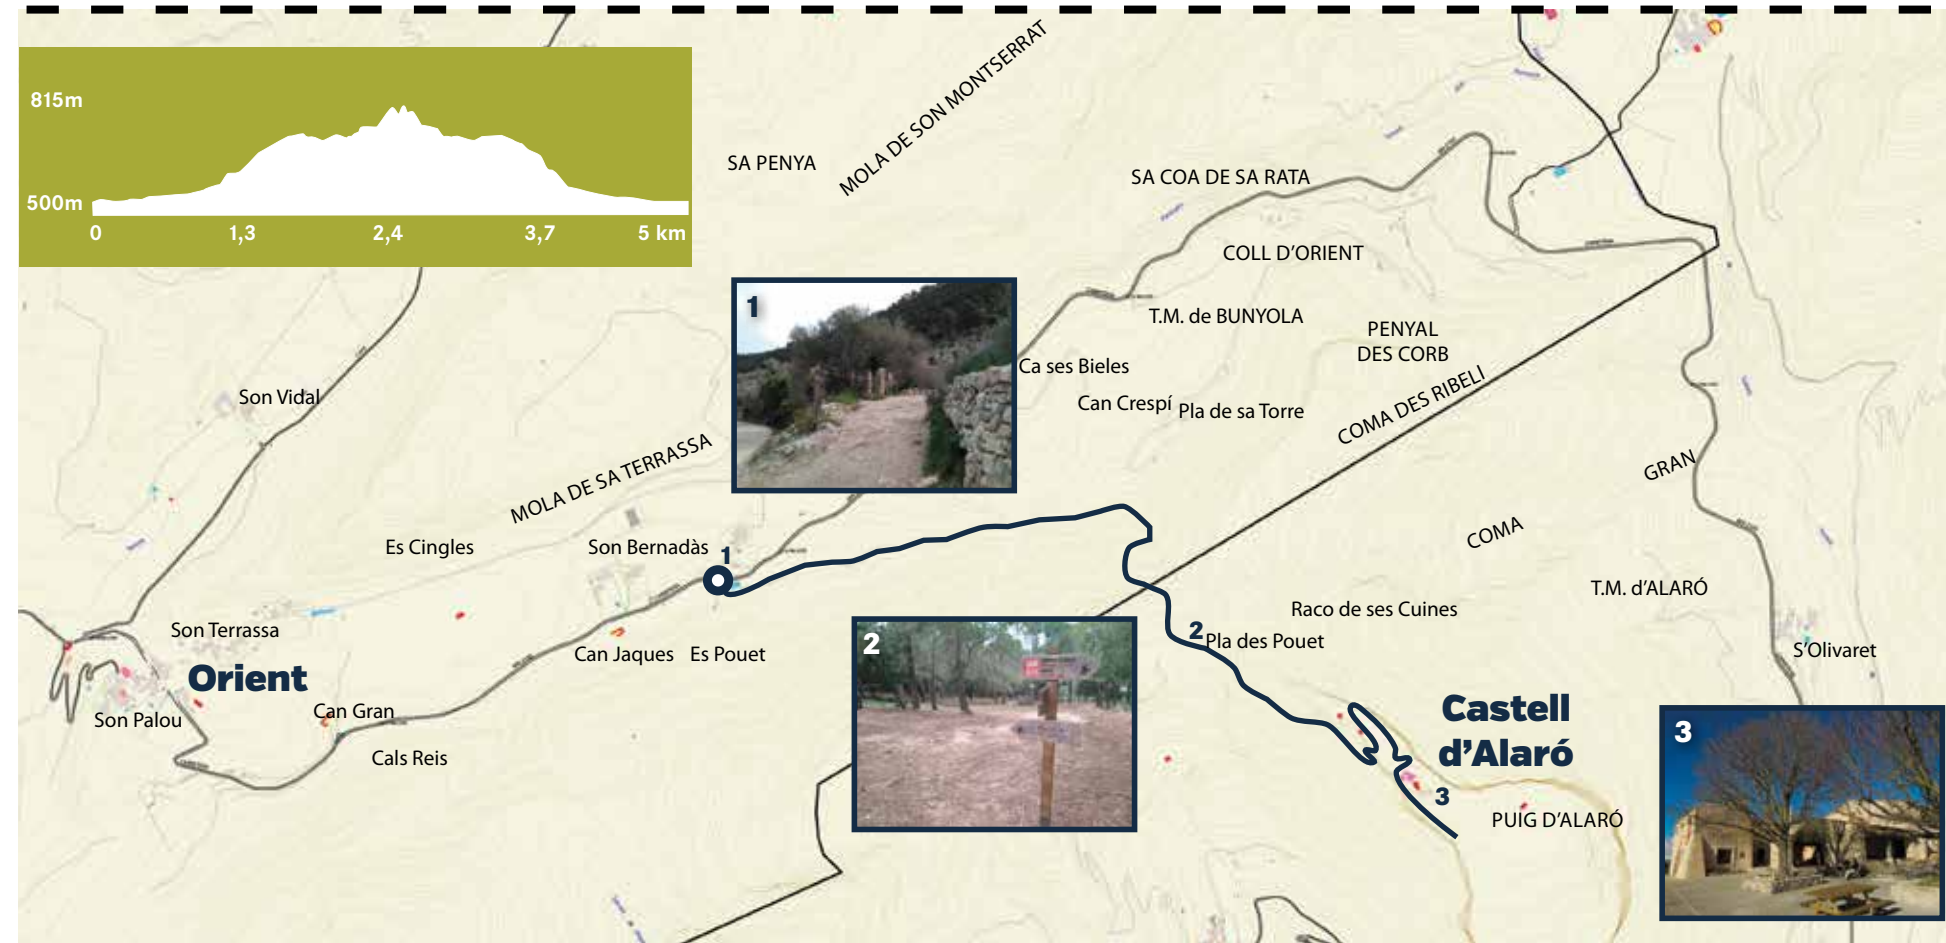 815m
500m
0
1,3
2,4
3,7
5 km
SA PENYA
MOLA DE SON MONTSERRAT
SA COA DE SA RATA
COLL D'ORIENT
T.M. de BUNYOLA
PENYAL
DES CORB
1
Ca ses Bieles
Can Crespí
Pla de sa Torre
COMA DES RIBELI
Son Vidal
MOLA DE SA TERRASSA
GRAN
COMA
Es Cingles
Son Bernadàs
1
T.M. d'ALARÓ
Raco de ses Cuines
2
Pla des Pouet
S'Olivaret
Son Terrassa
Orient
Can Jaques
Es Pouet
2
Son Palou
Can Gran
Cals Reis
Castell
d'Alaró
3
PUIG D'ALARÓ
3